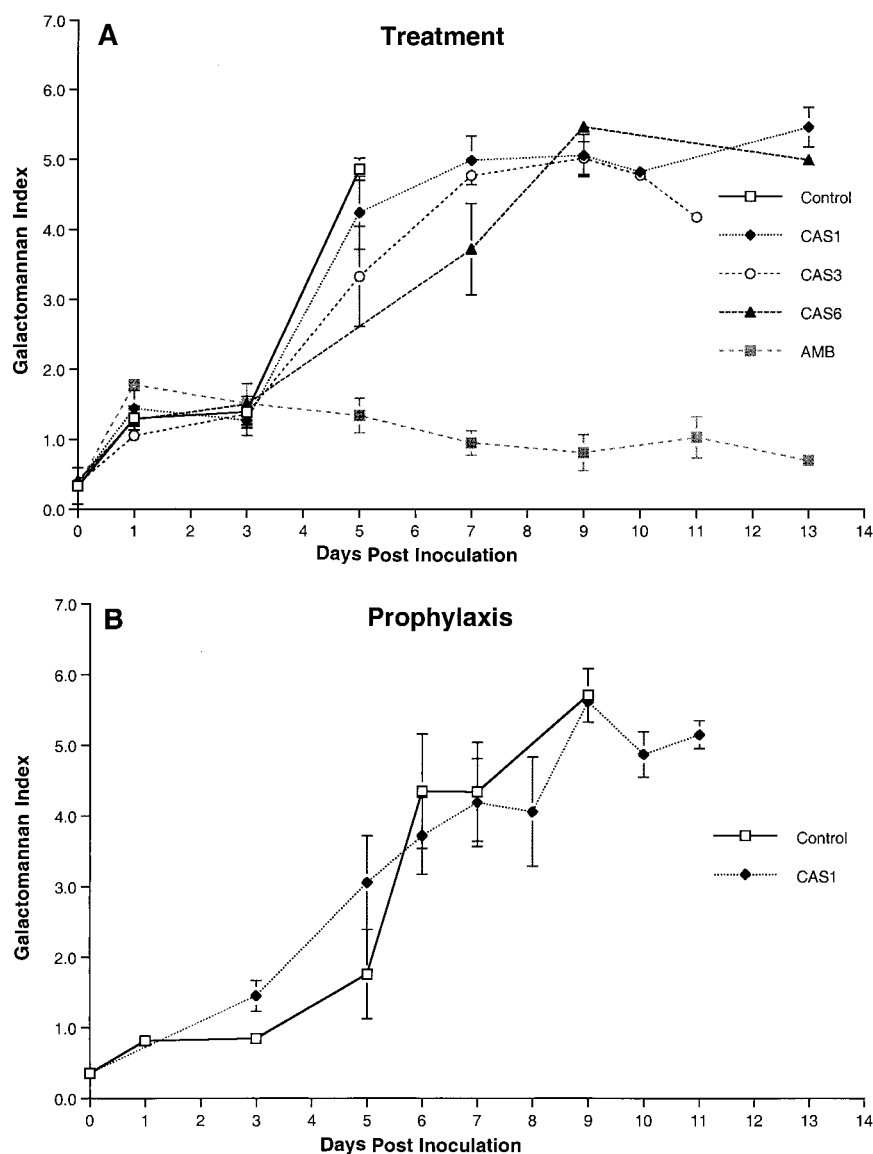 A
Treatment
7.0
6.0
5.0
4.0
3.0
2.0
1.0
0.0
Galactomannan Index
Control
CAS1
CAS3
CAS6
AMB
0 1 2 3 4 5 6 7 8 9 10 11 12 13 14
Days Post Inoculation
B
Prophylaxis
7.0
6.0
5.0
4.0
3.0
2.0
1.0
0.0
Galactomannan Index
Control
CAS1
0 1 2 3 4 5 6 7 8 9 10 11 12 13 14
Days Post Inoculation